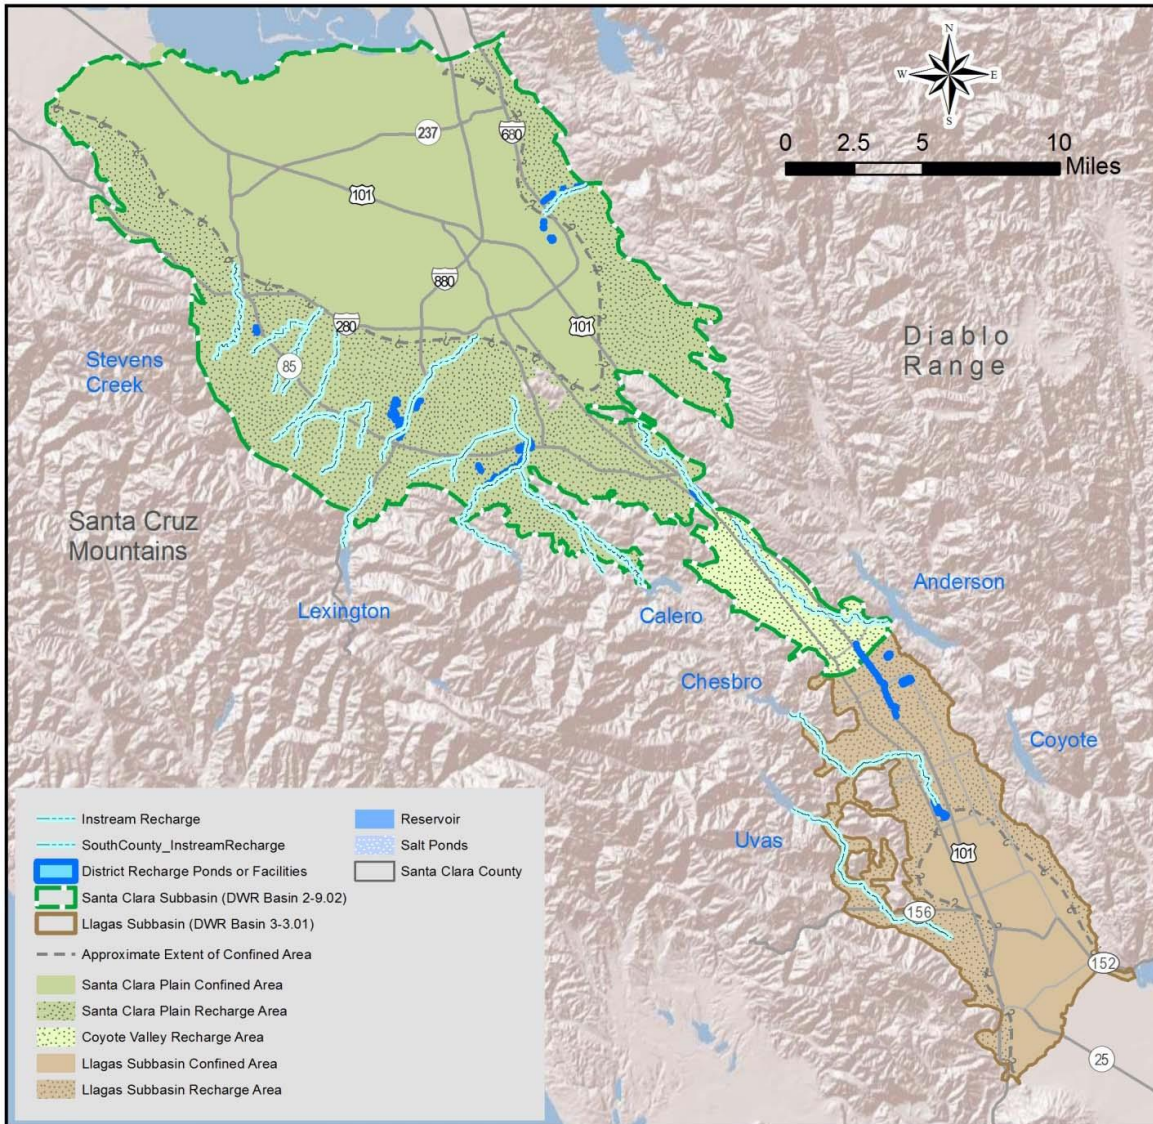 N
W E
S
0 2.5 5 10
Miles
237
680
101
880
280
101
Diablo
Range
Stevens
Creek
85
Santa Cruz
Mountains
Lexington
Calero
Anderson
Chesbro
Coyote
Uvas
101
156
152
25
Instream Recharge
SouthCounty_InstreamRecharge
District Recharge Ponds or Facilities
Santa Clara Subbasin (DWR Basin 2-9.02)
Llagas Subbasin (DWR Basin 3-3.01)
Approximate Extent of Confined Area
Santa Clara Plain Confined Area
Santa Clara Plain Recharge Area
Coyote Valley Recharge Area
Llagas Subbasin Confined Area
Llagas Subbasin Recharge Area
Reservoir
Salt Ponds
Santa Clara County